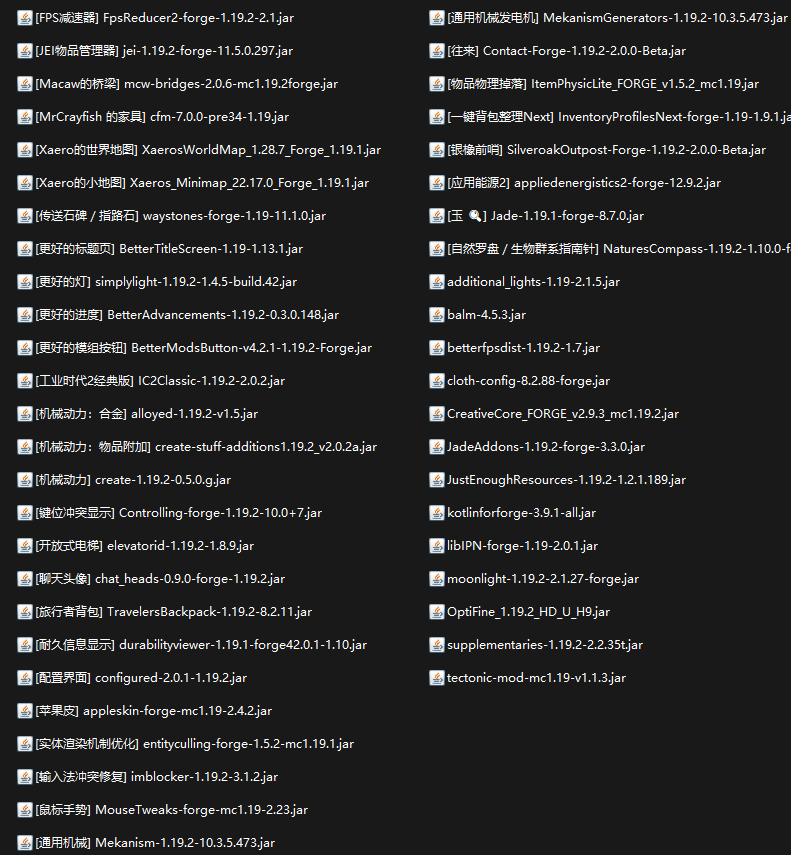 [FPS减速器] FpsReducer2-forge-1.19.2-2.1.jar
[JEI物品管理器] jei-1.19.2-forge-11.5.0.297.jar
[Macaw的桥梁] mcw-bridges-2.0.6-mc1.19.2forge.jar
[MrCrayfish 的家具] cfm-7.0.0-pre34-1.19.jar
[Xaero的世界地图] XaerosWorldMap_1.28.7_Forge_1.19.1.jar
[Xaero的小地图] Xaeros_Minimap_22.17.0_Forge_1.19.1.jar
[传送石碑 / 指路石] waystones-forge-1.19-11.1.0.jar
[更好的标题页] BetterTitleScreen-1.19-1.13.1.jar
[更好的灯] simplylight-1.19.2-1.4.5-build.42.jar
[更好的进度] BetterAdvancements-1.19.2-0.3.0.148.jar
[更好的模组按钮] BetterModsButton-v4.2.1-1.19.2-Forge.jar
[工业时代2经典版] IC2Classic-1.19.2-2.0.2.jar
[机械动力：合金] alloyed-1.19.2-v1.5.jar
[机械动力：物品附加] create-stuff-additions1.19.2_v2.0.2a.jar
[机械动力] create-1.19.2-0.5.0.g.jar
[键位冲突显示] Controlling-forge-1.19.2-10.0+7.jar
[开放式电梯] elevatorid-1.19.2-1.8.9.jar
[聊天头像] chat_heads-0.9.0-forge-1.19.2.jar
[旅行者背包] TravelersBackpack-1.19.2-8.2.11.jar
[耐久信息显示] durabilityviewer-1.19.1-forge42.0.1-1.10.jar
[配置界面] configured-2.0.1-1.19.2.jar
[苹果皮] appleskin-forge-mc1.19-2.4.2.jar
[实体渲染机制优化] entityculling-forge-1.5.2-mc1.19.1.jar
[输入法冲突修复] imblocker-1.19.2-3.1.2.jar
[鼠标手势] MouseTweaks-forge-mc1.19-2.23.jar
[通用机械] Mekanism-1.19.2-10.3.5.473.jar
[通用机械发电机] MekanismGenerators-1.19.2-10.3.5.473.jar
[往来] Contact-Forge-1.19.2-2.0.0-Beta.jar
[物品物理掉落] ItemPhysicLite_FORGE_v1.5.2_mc1.19.jar
[一键背包整理Next] InventoryProfilesNext-forge-1.19-1.9.1.ja
[银橡前哨] SilveroakOutpost-Forge-1.19.2-2.0.0-Beta.jar
[应用能源2] appliedenergistics2-forge-12.9.2.jar
[玉 🔍] Jade-1.19.1-forge-8.7.0.jar
[自然罗盘 / 生物群系指南针] NaturesCompass-1.19.2-1.10.0-f
additional_lights-1.19-2.1.5.jar
balm-4.5.3.jar
betterfpsdist-1.19.2-1.7.jar
cloth-config-8.2.88-forge.jar
CreativeCore_FORGE_v2.9.3_mc1.19.2.jar
JadeAddons-1.19.2-forge-3.3.0.jar
JustEnoughResources-1.19.2-1.2.1.189.jar
kotlinforforge-3.9.1-all.jar
libIPN-forge-1.19-2.0.1.jar
moonlight-1.19.2-2.1.27-forge.jar
OptiFine_1.19.2_HD_U_H9.jar
supplementaries-1.19.2-2.2.35t.jar
tectonic-mod-mc1.19-v1.1.3.jar